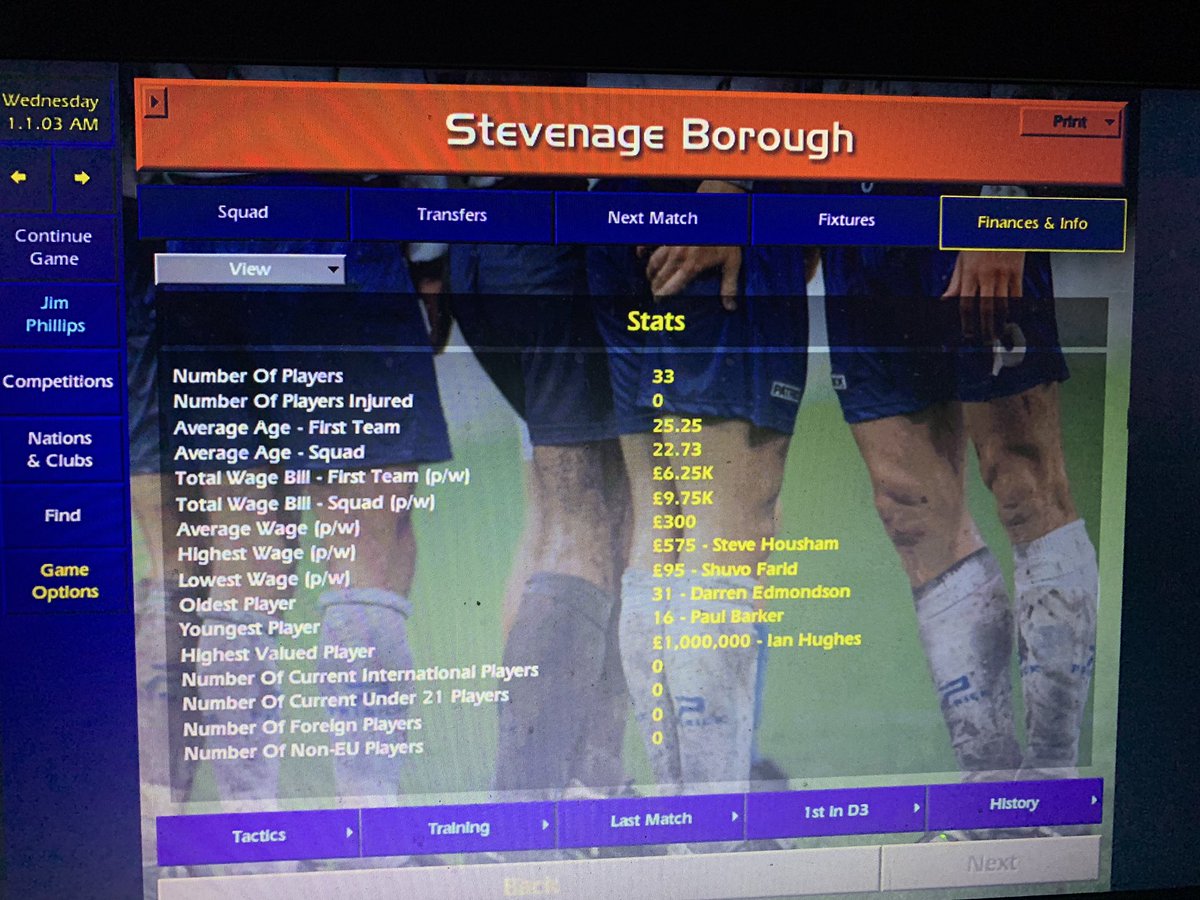 Wednesday
1.1.03 AM
Stevenage Borough
Print
Squad
Transfers
Next Match
Fixtures
Finances & Info
Continue
Game
View
Jim
Phillips
Stats
Competitions
Nations
& Clubs
Find
Game
Options
Number Of Players 33
Number Of Players Injured 0
Average Age - First Team 25.25
Average Age - Squad 22.73
Total Wage Bill - First Team (p/w) £6.25K
Total Wage Bill - Squad (p/w) £9.75K
Average Wage (p/w) £300
Highest Wage (p/w) £575 - Steve Housham
Lowest Wage (p/w) £95 - Shuvo Farid
Oldest Player 31 - Darren Edmondson
Youngest Player 16 - Paul Barker
Highest Valued Player £1,000,000 - Ian Hughes
Number Of Current International Players 0
Number Of Current Under 21 Players 0
Number Of Foreign Players 0
Number Of Non-EU Players 0
Tactics
Training
Last Match
1st in D3
History
Back
Next